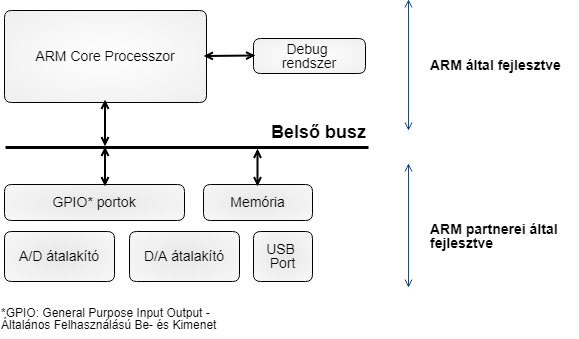 ARM Core Processzor
Debug
rendszer
ARM által fejlesztve
Belső busz
GPIO* portok
Memória
ARM partnerei által
fejlesztve
A/D átalakító
D/A átalakító
USB
Port
*GPIO: General Purpose Input Output -
Általános Felhasználású Be- és Kimenet